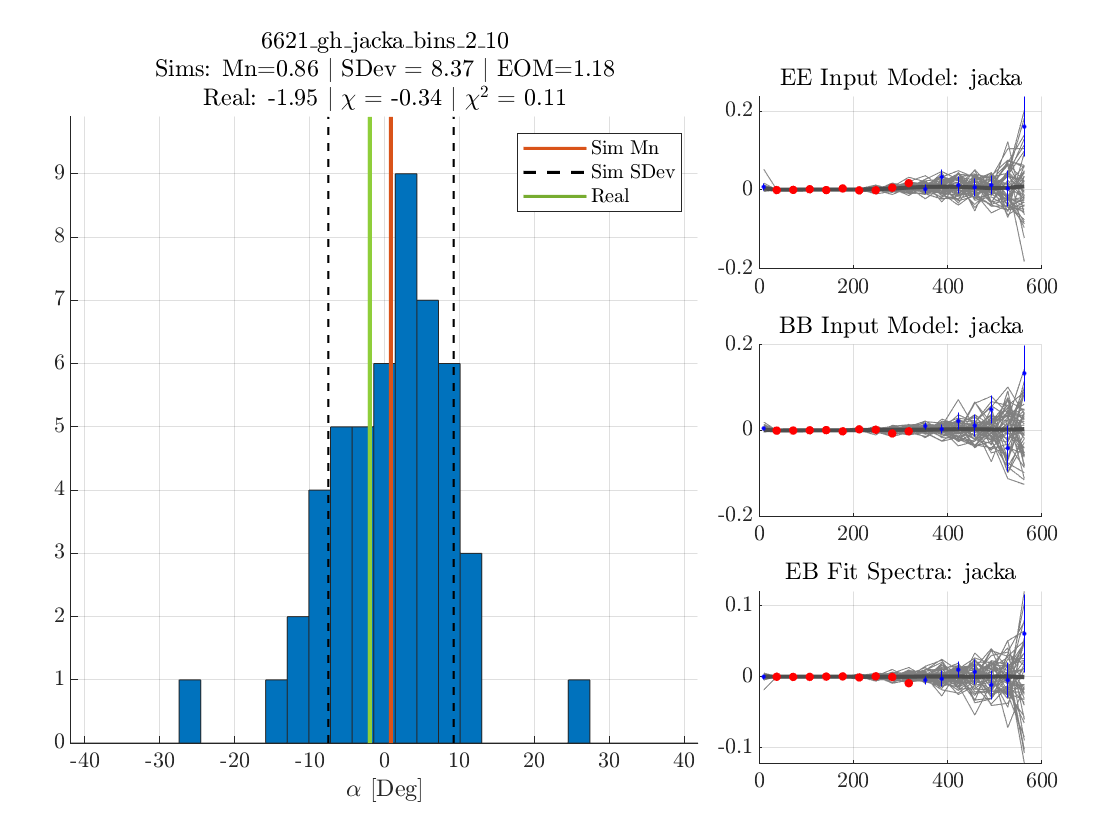 6621_gh_jacka_bins_2_10
Sims: Mn=0.86 | SDev = 8.37 | EOM=1.18
Real: -1.95 | χ = -0.34 | χ² = 0.11
Sim Mn
Sim SDev
Real
9
8
7
6
5
4
3
2
1
0
-40 -30 -20 -10 0 10 20 30 40
α [Deg]
EE Input Model: jacka
0.2
0
-0.2
0 200 400 600
BB Input Model: jacka
0.2
0
-0.2
0 200 400 600
EB Fit Spectra: jacka
0.1
0
-0.1
0 200 400 600